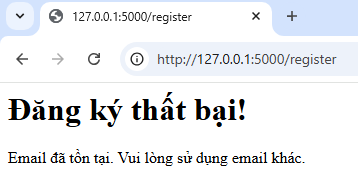 127.0.0.1:5000/register
http://127.0.0.1:5000/register
Đăng ký thất bại!
Email đã tồn tại. Vui lòng sử dụng email khác.